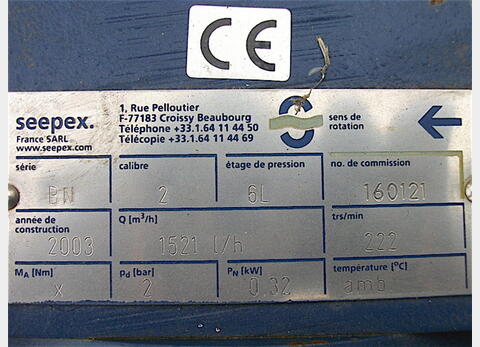 CE
seepex.
France SARL
www.seepex.com
1, Rue Pelloutier
F-77183 Croissy Beaubourg
Téléphone +33.1.64 11 44 50
Télécopie +33.1.64 11 44 69
sens de
rotation
série calibre étage de pression no. de commission
BN 2 6L 160121
année de
construction Q [m³/h] trs/min
2003 1521 l/h 222
MA [Nm] pd [bar] PN [kW] température [°C]
x 2 0.32 amb